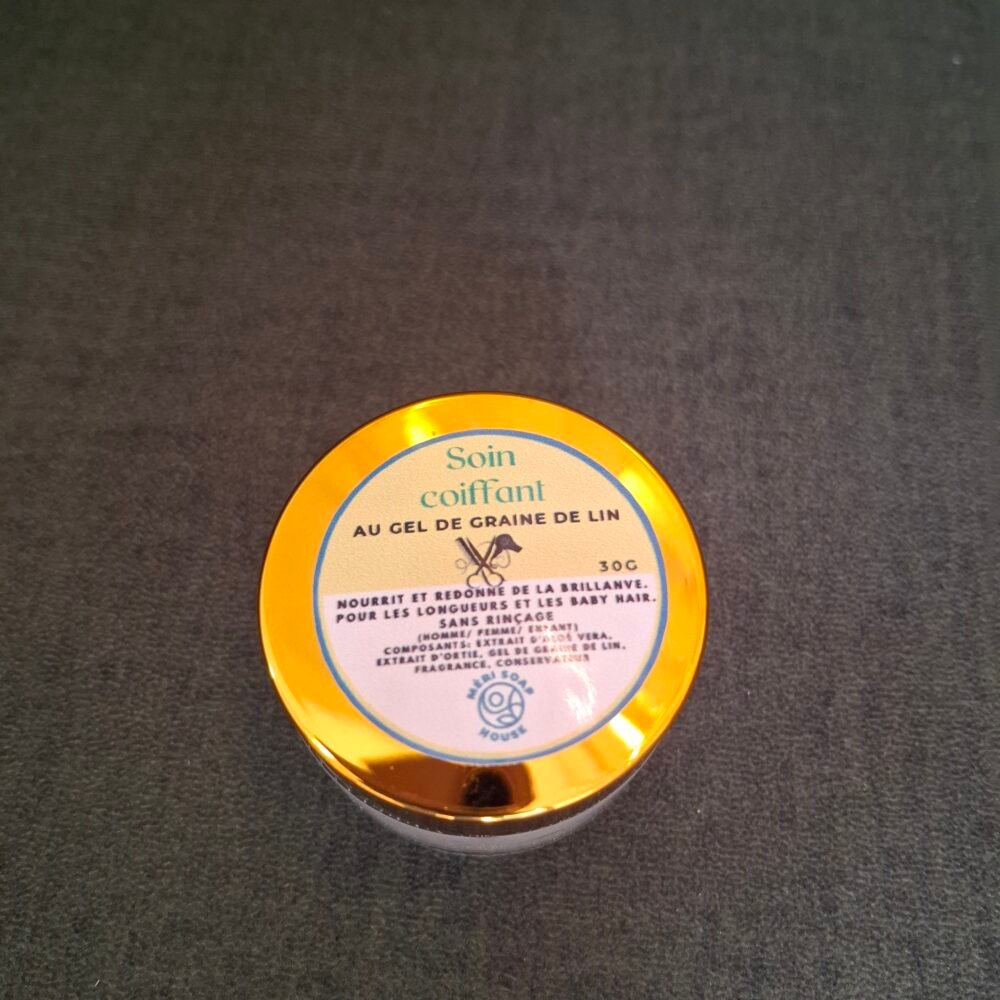 Soin
coiffant
AU GEL DE GRAINE DE LIN
30G
NOURRIT ET REDONNE DE LA BRILLANVE.
POUR LES LONGUEURS ET LES BABY HAIR.
SANS RINÇAGE
(HOMME/ FEMME/ ENFANT)
COMPOSANTS: EXTRAIT D'ALOÉ VERA,
EXTRAIT D'ORTIE, GEL DE GRAINE DE LIN,
FRAGRANCE, CONSERVATEUR
MÉRI SOAP
HOUSE